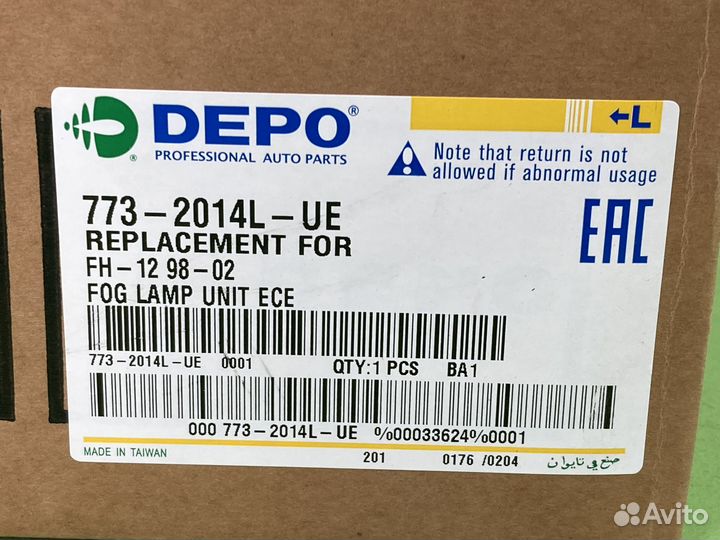 DEPO®
PROFESSIONAL AUTO PARTS
®
←L
Note that return is not
allowed if abnormal usage
773-2014L-UE
REPLACEMENT FOR
FH-12 98-02
FOG LAMP UNIT ECE
EAC
773-2014L-UE 0001 QTY:1 PCS BA1
000 773-2014L-UE %00033624%0001
MADE IN TAIWAN 201 0176 /0204 صنع في تايوان
Avito